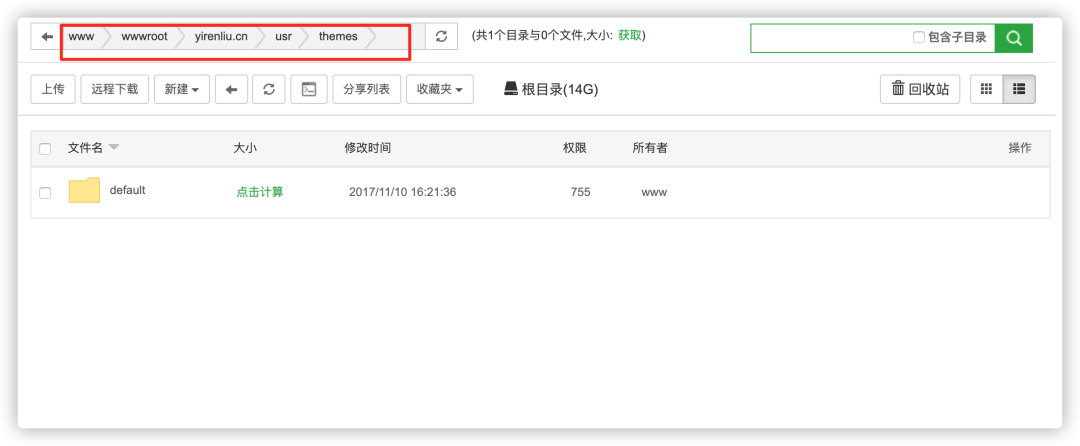 www wwwroot yirenliu.cn usr themes (共1个目录与0个文件,大小: 获取) 包含子目录
上传 远程下载 新建 分享列表 收藏夹 根目录(14G) 回收站
文件名 大小 修改时间 权限 所有者 操作
default 点击计算 2017/11/10 16:21:36 755 www